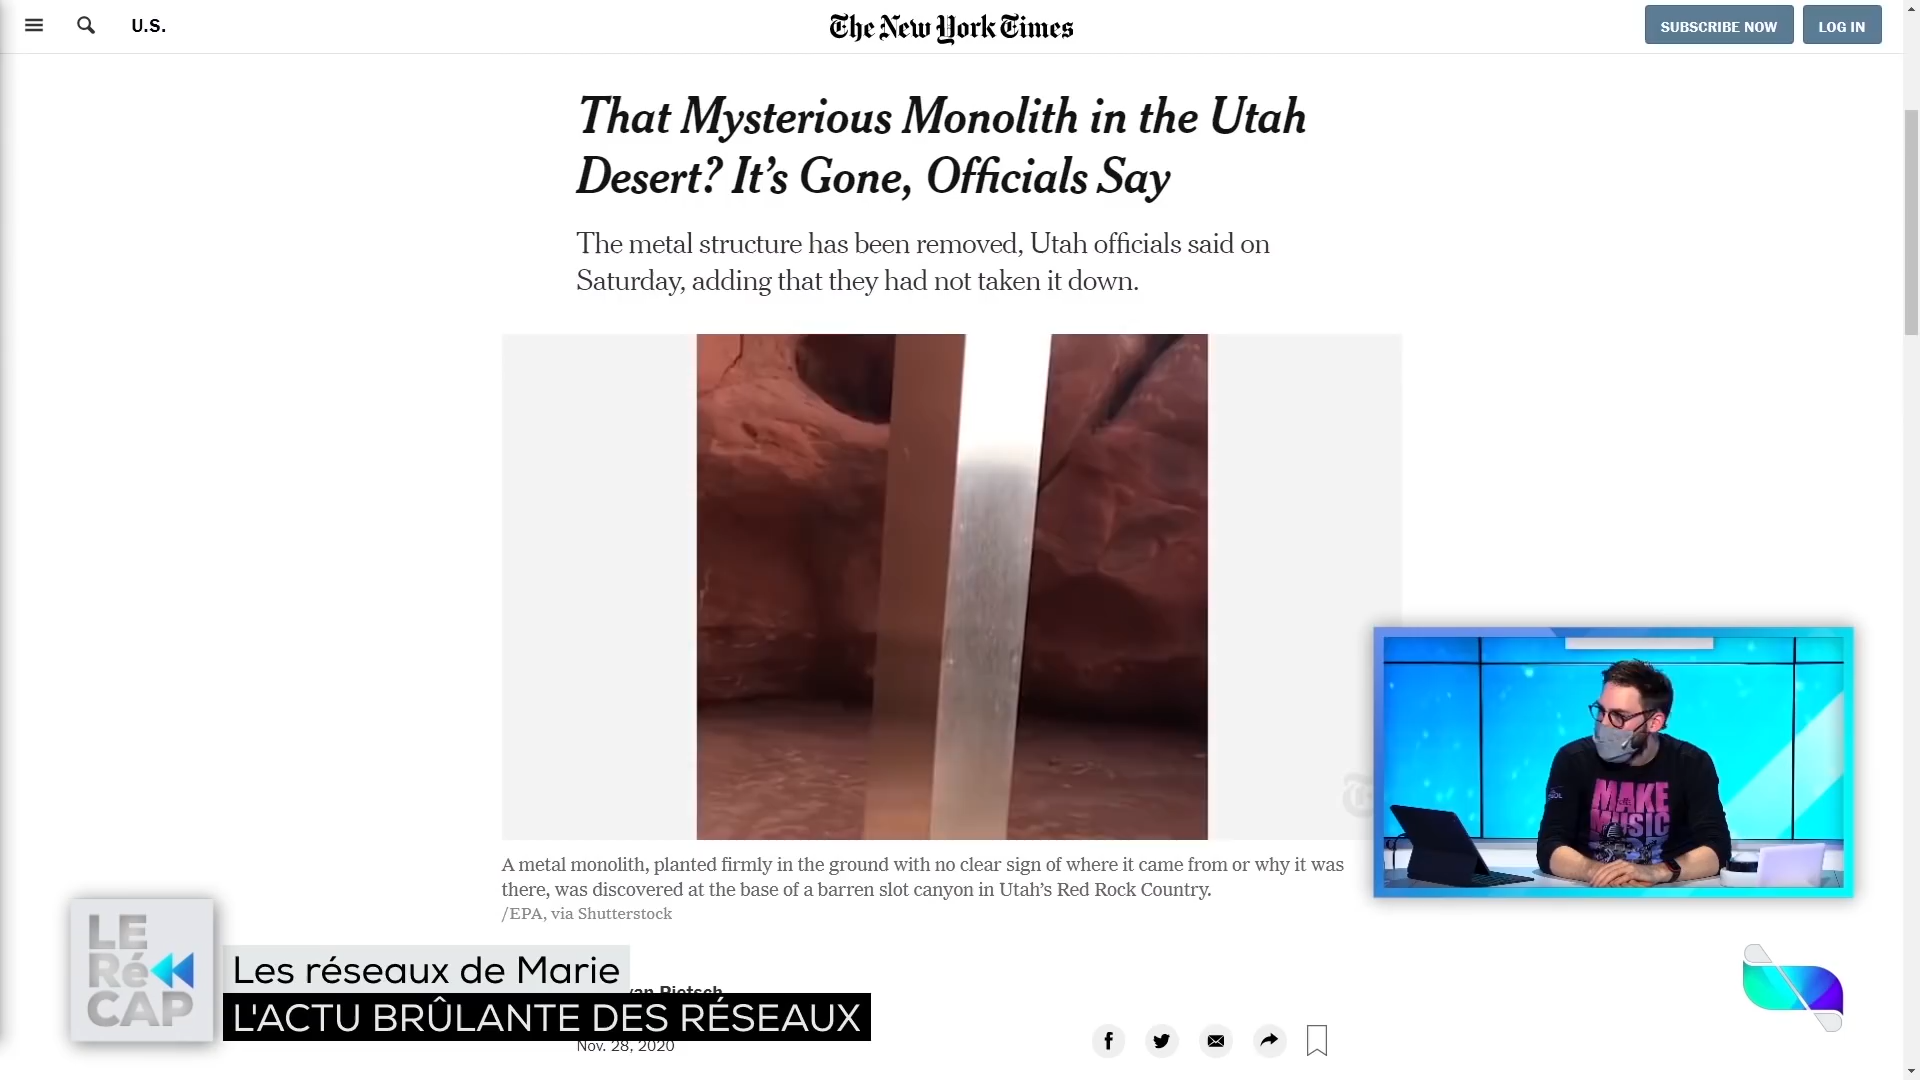 U.S.
The New York Times
SUBSCRIBE NOW
LOG IN
That Mysterious Monolith in the Utah
Desert? It's Gone, Officials Say
The metal structure has been removed, Utah officials said on
Saturday, adding that they had not taken it down.
A metal monolith, planted firmly in the ground with no clear sign of where it came from or why it was
there, was discovered at the base of a barren slot canyon in Utah's Red Rock Country.
/EPA, via Shutterstock
MAKE
MUSIC
LE
Ré
CAP
Les réseaux de Marie
Pietsch
L'ACTU BRÛLANTE DES RÉSEAUX
Nov. 28, 2020